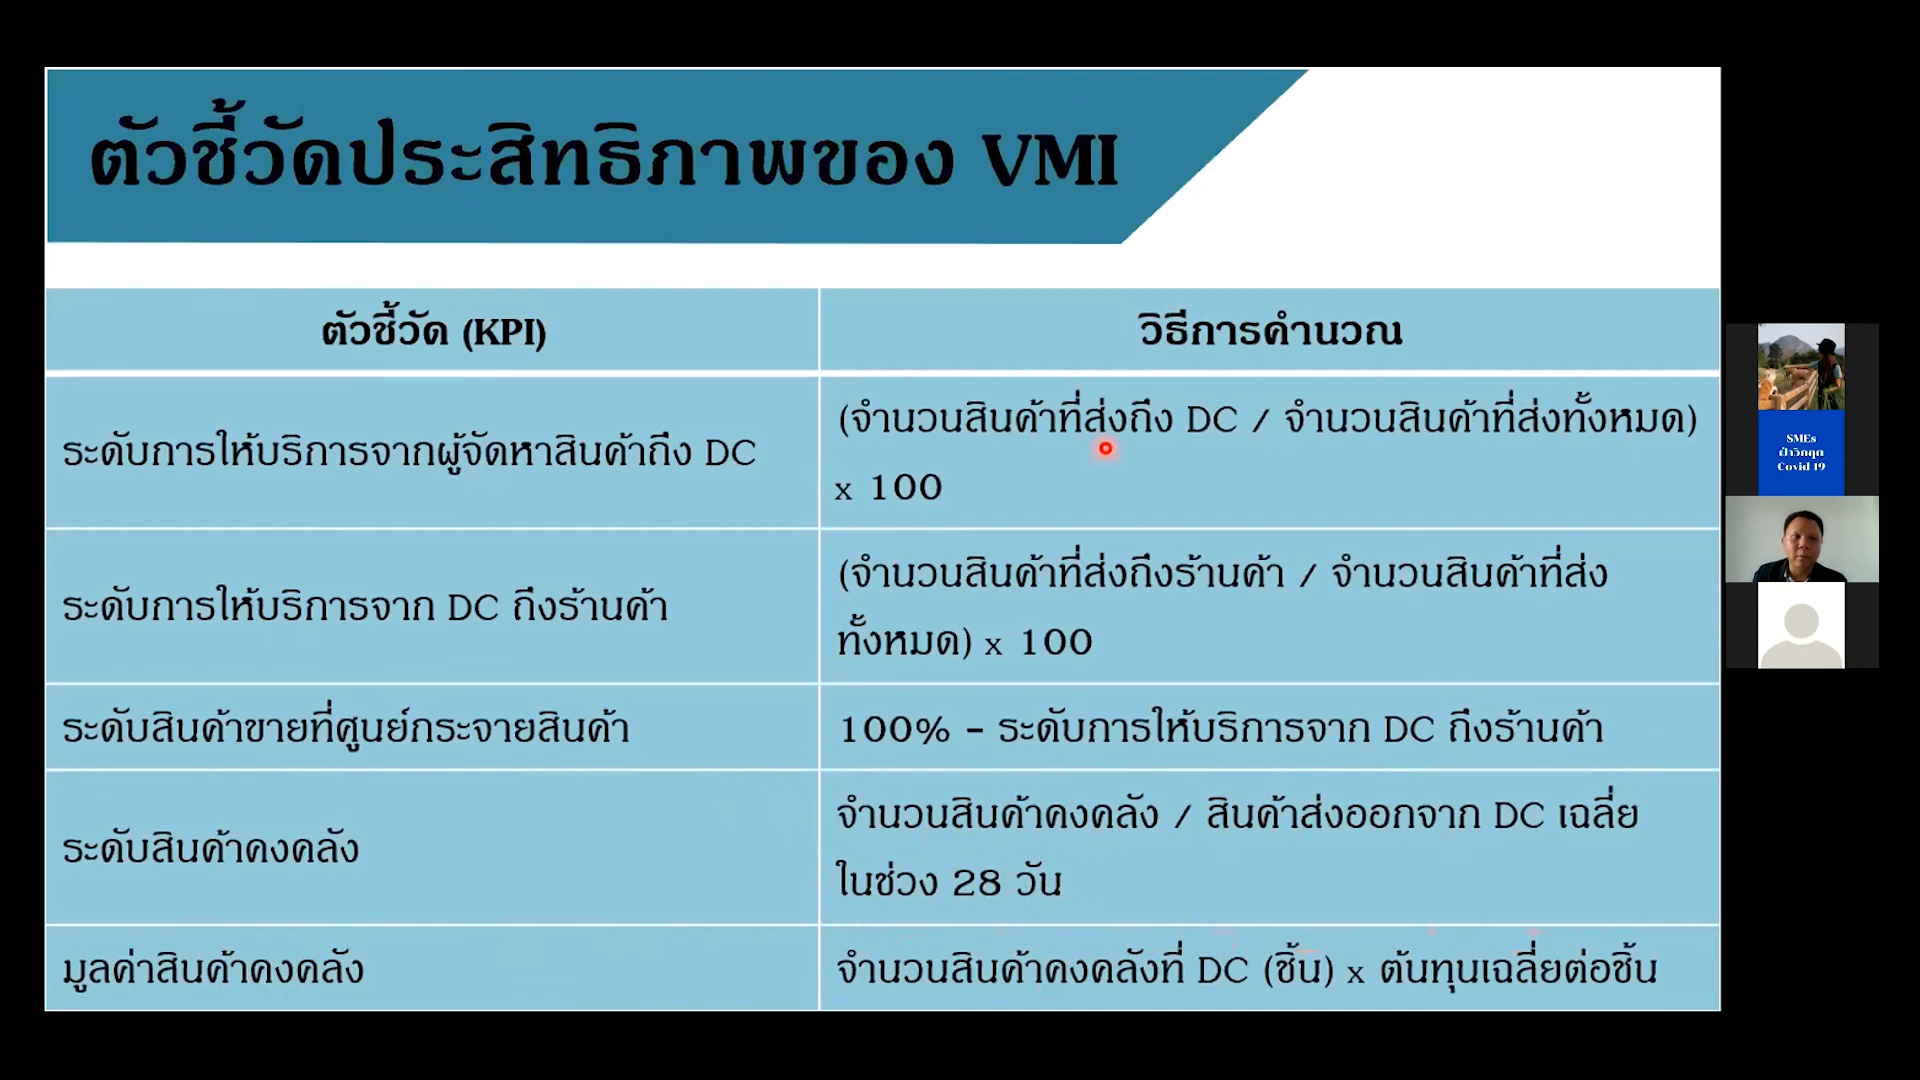 ตัวชี้วัดประสิทธิภาพของ VMI
ตัวชี้วัด (KPI)
วิธีการคำนวณ
ระดับการให้บริการจากผู้จัดหาสินค้าถึง DC
(จำนวนสินค้าที่ส่งถึง DC / จำนวนสินค้าที่ส่งทั้งหมด)
x 100
ระดับการให้บริการจาก DC ถึงร้านค้า
(จำนวนสินค้าที่ส่งถึงร้านค้า / จำนวนสินค้าที่ส่ง
ทั้งหมด) x 100
ระดับสินค้าขายที่ศูนย์กระจายสินค้า
100% - ระดับการให้บริการจาก DC ถึงร้านค้า
ระดับสินค้าคงคลัง
จำนวนสินค้าคงคลัง / สินค้าส่งออกจาก DC เฉลี่ย
ในช่วง 28 วัน
มูลค่าสินค้าคงคลัง
จำนวนสินค้าคงคลังที่ DC (ชิ้น) x ต้นทุนเฉลี่ยต่อชิ้น
SMEs
ฝ่าวิกฤต
Covid 19